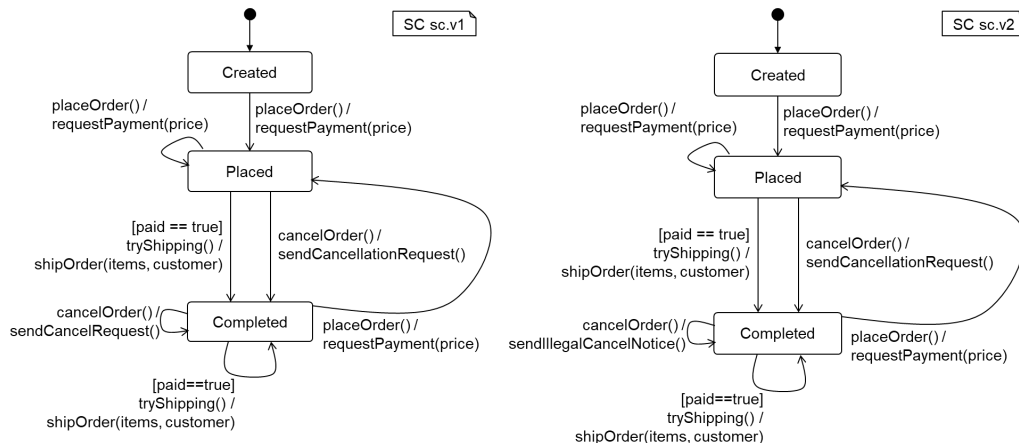 SC sc.v1
Created
placeOrder() /
requestPayment(price)
placeOrder() /
requestPayment(price)
Placed
[paid == true]
tryShipping() /
shipOrder(items, customer)
cancelOrder() /
sendCancellationRequest()
cancelOrder() /
sendCancelRequest()
Completed
placeOrder() /
requestPayment(price)
[paid==true]
tryShipping() /
shipOrder(items, customer)
SC sc.v2
Created
placeOrder() /
requestPayment(price)
placeOrder() /
requestPayment(price)
Placed
[paid == true]
tryShipping() /
shipOrder(items, customer)
cancelOrder() /
sendCancellationRequest()
cancelOrder() /
sendIllegalCancelNotice()
Completed
placeOrder() /
requestPayment(price)
[paid==true]
tryShipping() /
shipOrder(items, customer)